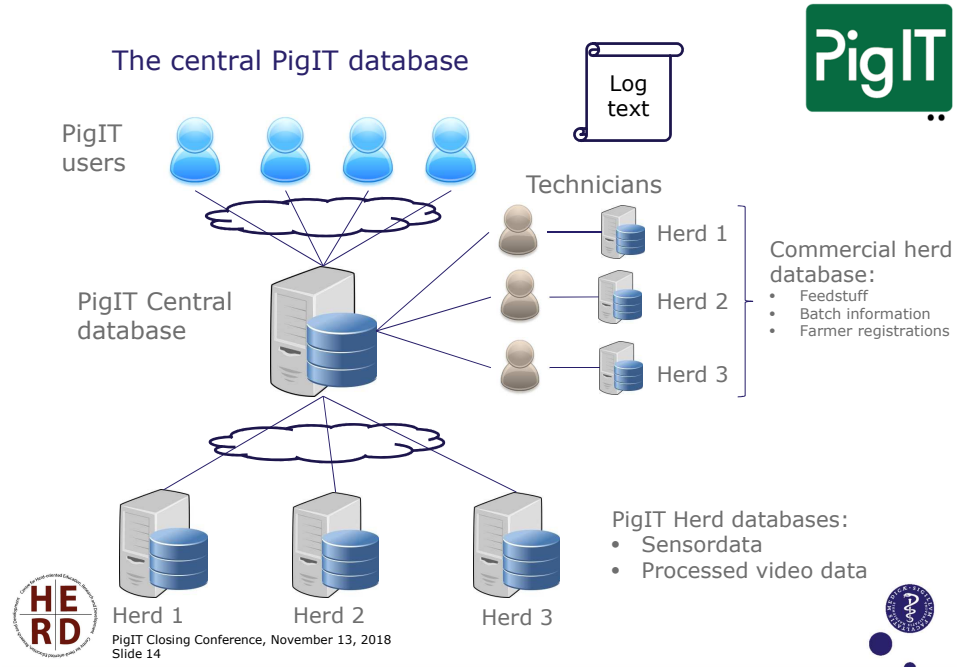 The central PigIT database
Log
text
PigIT
PigIT
users
Technicians
Herd 1
Herd 2
Herd 3
Commercial herd
database:
• Feedstuff
• Batch information
• Farmer registrations
PigIT Central
database
Herd 1
Herd 2
Herd 3
PigIT Herd databases:
• Sensordata
• Processed video data
HE
RD
PigIT Closing Conference, November 13, 2018
Slide 14